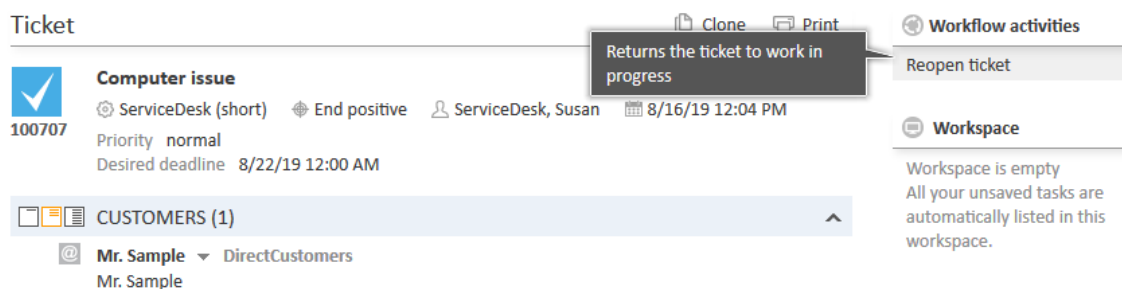 Ticket
Clone Print
Returns the ticket to work in
progress
Computer issue
ServiceDesk (short) End positive ServiceDesk, Susan 8/16/19 12:04 PM
100707
Priority normal
Desired deadline 8/22/19 12:00 AM
CUSTOMERS (1)
@ Mr. Sample DirectCustomers
Mr. Sample
Workflow activities
Reopen ticket
Workspace
Workspace is empty
All your unsaved tasks are
automatically listed in this
workspace.